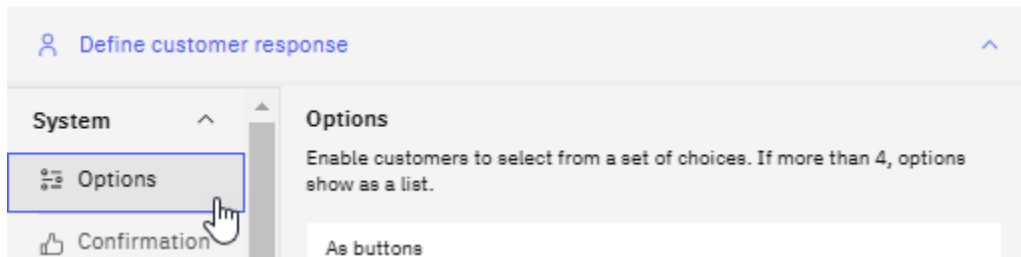 Define customer response
System
Options
Confirmation
Options
Enable customers to select from a set of choices. If more than 4, options
show as a list.
As buttons